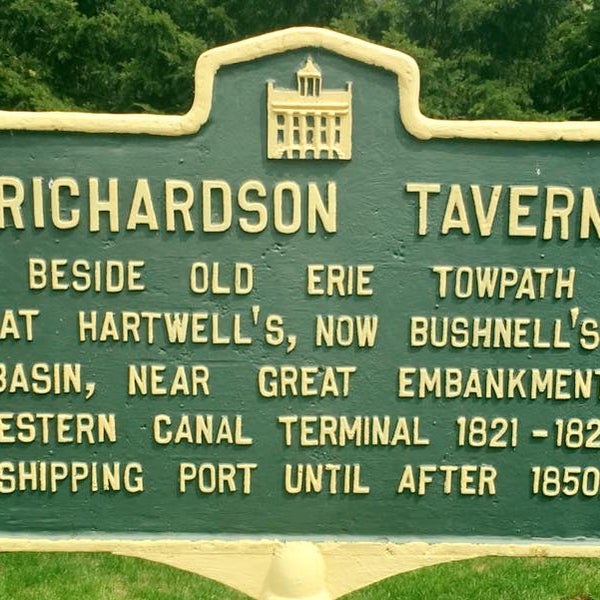 RICHARDSON TAVERN
BESIDE OLD ERIE TOWPATH
AT HARTWELL'S, NOW BUSHNELL'S
BASIN, NEAR GREAT EMBANKMENT
ESTERN CANAL TERMINAL 1821-182
SHIPPING PORT UNTIL AFTER 1850